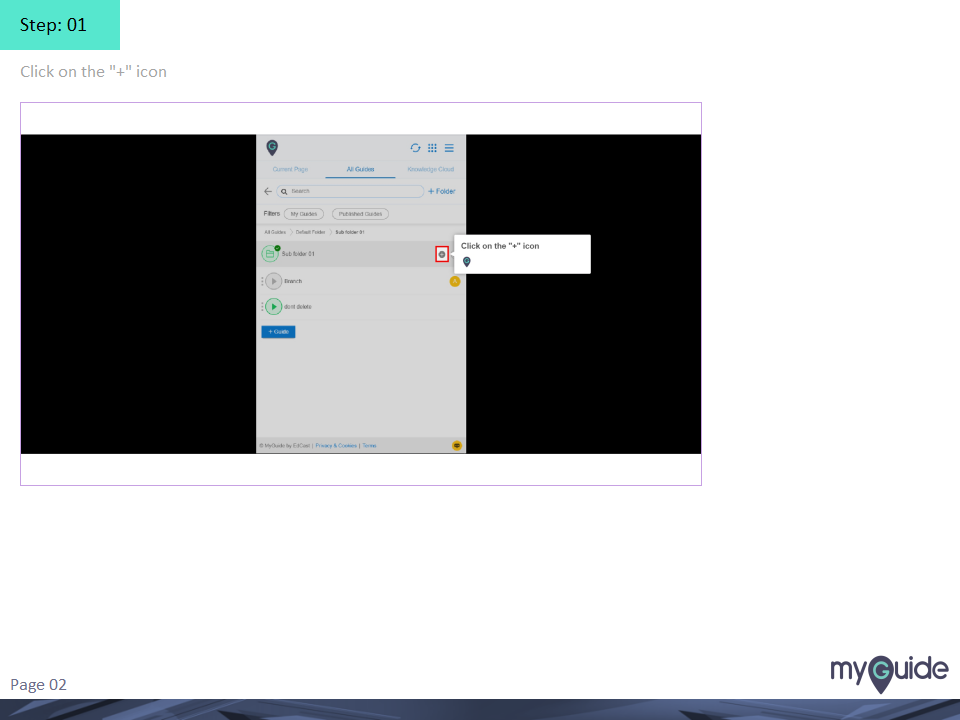 Step: 01
Click on the "+" icon
Current Page All Guides Knowledge Cloud
Search + Folder
Filters My Guides Published Guides
All Guides Default Folder Sub folder 01
Sub folder 01
Click on the "+" icon
Branch A
dont delete
+ Guide
© MyGuide by EdCast | Privacy & Cookies | Terms
Page 02
myGuide